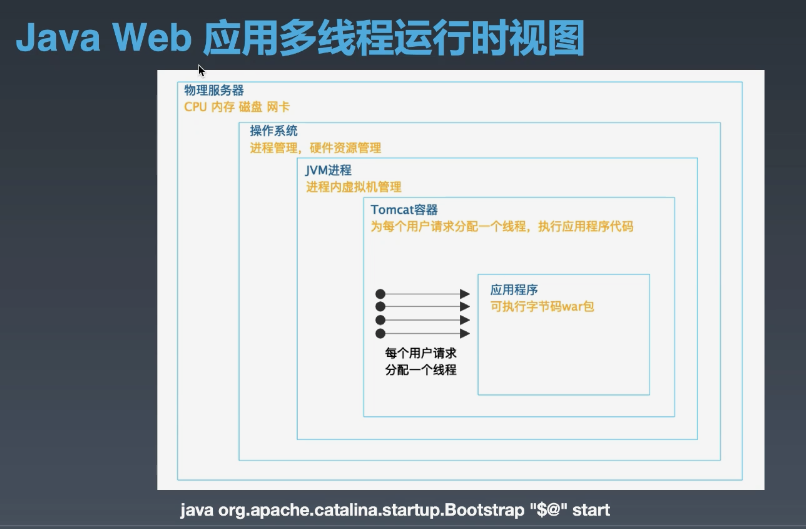 Java Web 应用多线程运行时视图
物理服务器
CPU 内存 磁盘 网卡
操作系统
进程管理，硬件资源管理
JVM进程
进程内虚拟机管理
Tomcat容器
为每个用户请求分配一个线程，执行应用程序代码
应用程序
可执行字节码war包
每个用户请求
分配一个线程
java org.apache.catalina.startup.Bootstrap "$@" start